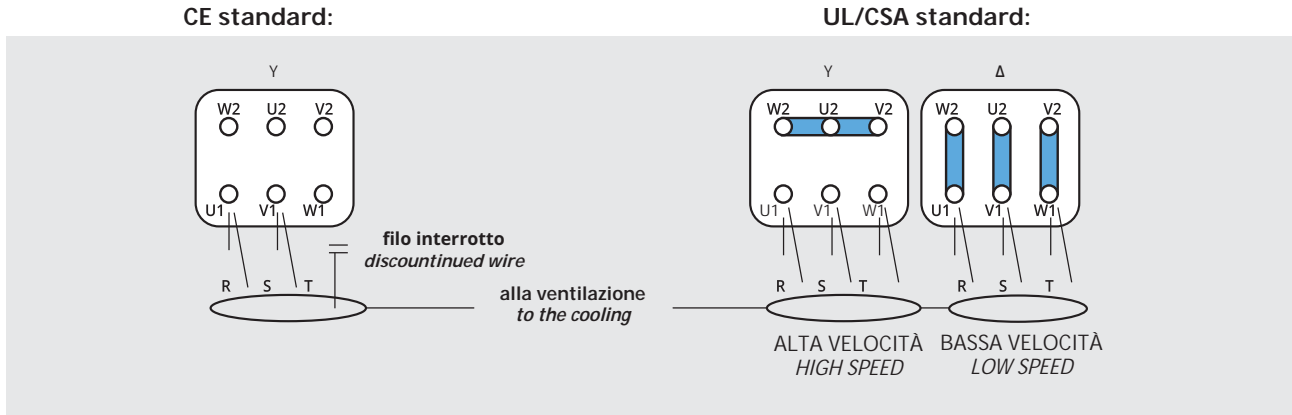 CE standard:
UL/CSA standard:
Y
W2 U2 V2
U1 V1 W1
filo interrotto
discountinued wire
R S T
alla ventilazione
to the cooling
Y
W2 U2 V2
U1 V1 W1
R S T
ALTA VELOCITÀ
HIGH SPEED
Δ
W2 U2 V2
U1 V1 W1
R S T
BASSA VELOCITÀ
LOW SPEED